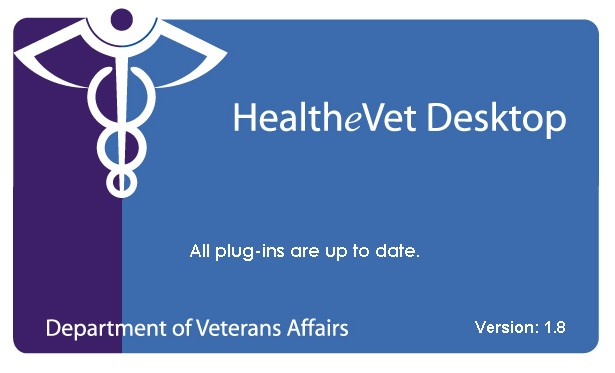 HealtheVet Desktop
All plug-ins are up to date.
Department of Veterans Affairs
Version: 1.8